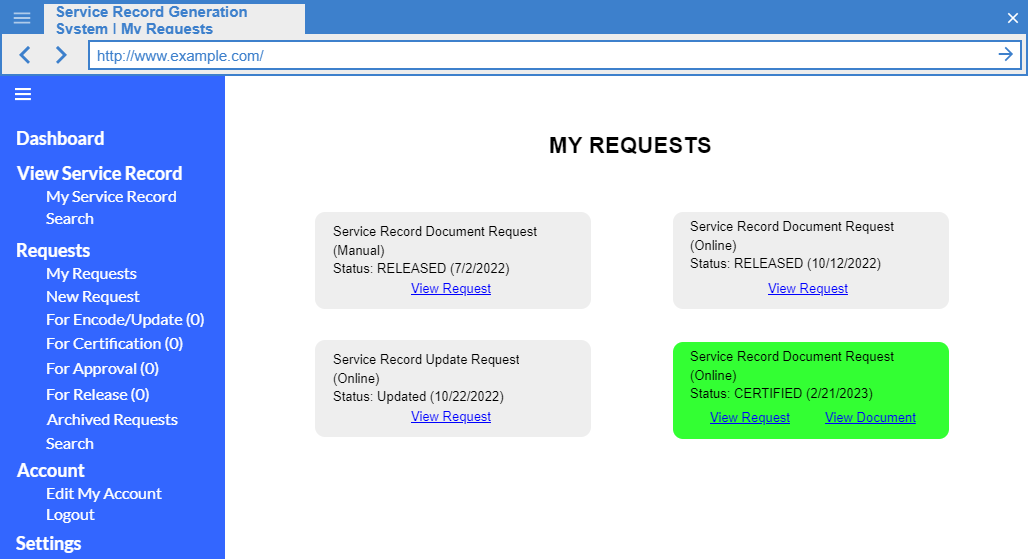 Service Record Generation
System | My Requests
http://www.example.com/
Dashboard
View Service Record
My Service Record
Search
Requests
My Requests
New Request
For Encode/Update (0)
For Certification (0)
For Approval (0)
For Release (0)
Archived Requests
Search
Account
Edit My Account
Logout
Settings
MY REQUESTS
Service Record Document Request
(Manual)
Status: RELEASED (7/2/2022)
View Request
Service Record Document Request
(Online)
Status: RELEASED (10/12/2022)
View Request
Service Record Update Request
(Online)
Status: Updated (10/22/2022)
View Request
Service Record Document Request
(Online)
Status: CERTIFIED (2/21/2023)
View Request View Document